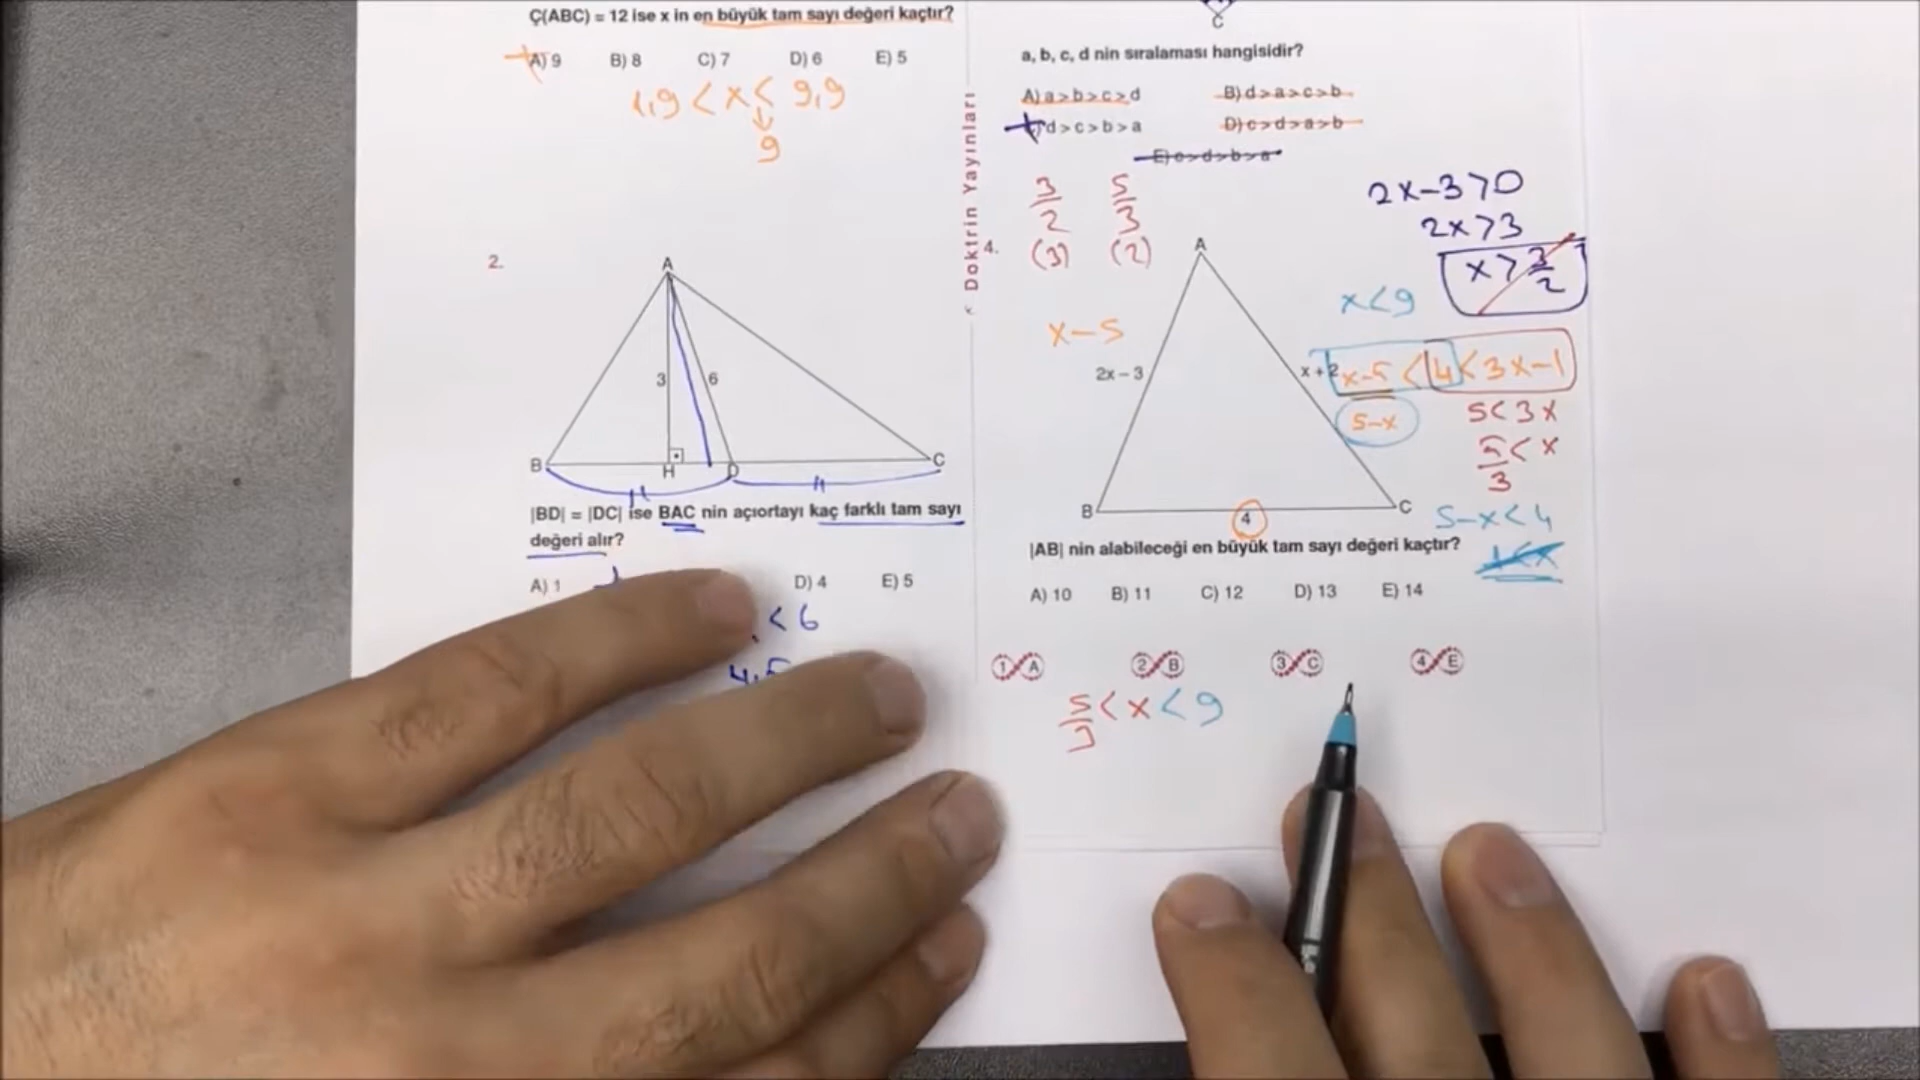 Ç(ABC) = 12 ise x in en büyük tam sayı değeri kaçtır?
A) 9 B) 8 C) 7 D) 6 E) 5
1,9 < x < 9,9
9
2.
A
3
6
B
H
D
C
|BD| = |DC| ise BAC nin açıortayı kaç farklı tam sayı
değeri alır?
A) 1 D) 4 E) 5
< 6
Doktrin Yayınları
C
a, b, c, d nin sıralaması hangisidir?
A) a > b > c > d B) d > a > c > b
d > c > b > a D) c > d > a > b
E) c > d > b > a
3/2 5/3
(3) (2)
2x-3>0
2x>3
x>3/2
4.
A
x<9
x-5
2x – 3
x + 2
x-5 < 4 < 3x-1
5-x
5<3x
5/3<x
B
4
C
5-x<4
1<x
|AB| nin alabileceği en büyük tam sayı değeri kaçtır?
A) 10 B) 11 C) 12 D) 13 E) 14
1 A 2 B 3 C 4 E
5/3 < x < 9